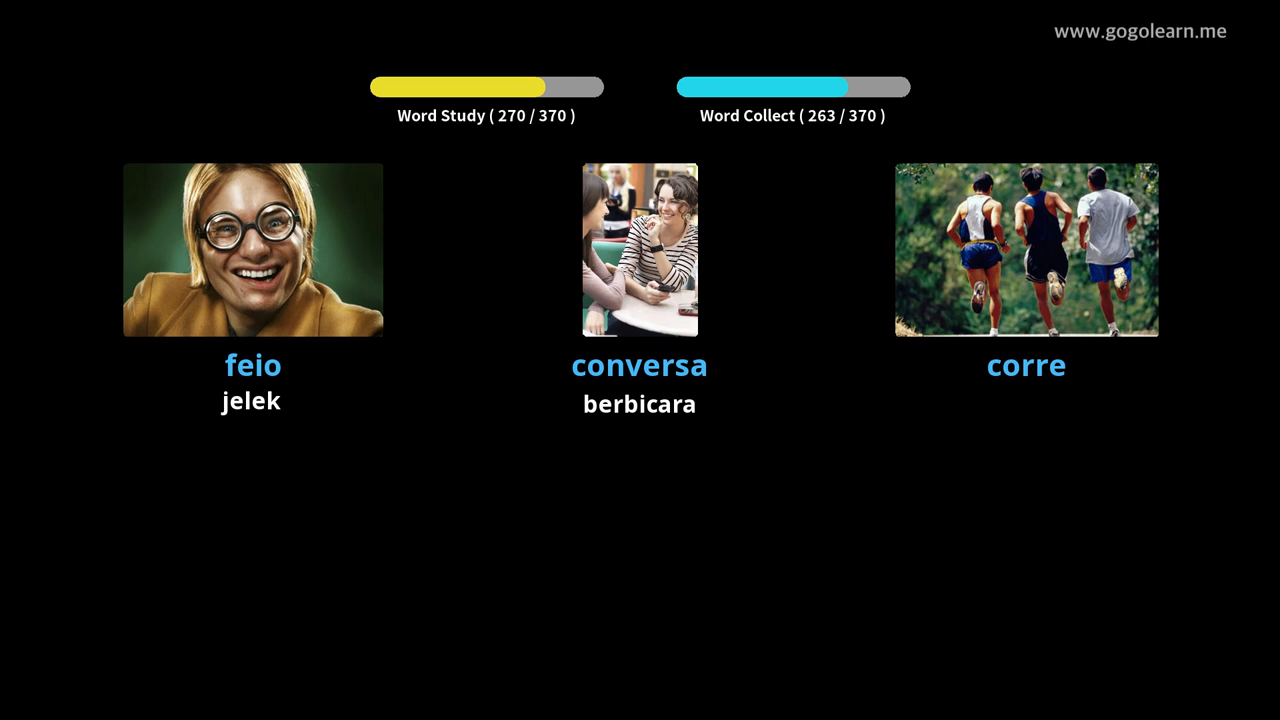 www.gogolearn.me
Word Study ( 270 / 370 )
Word Collect ( 263 / 370 )
feio
jelek
conversa
berbicara
corre